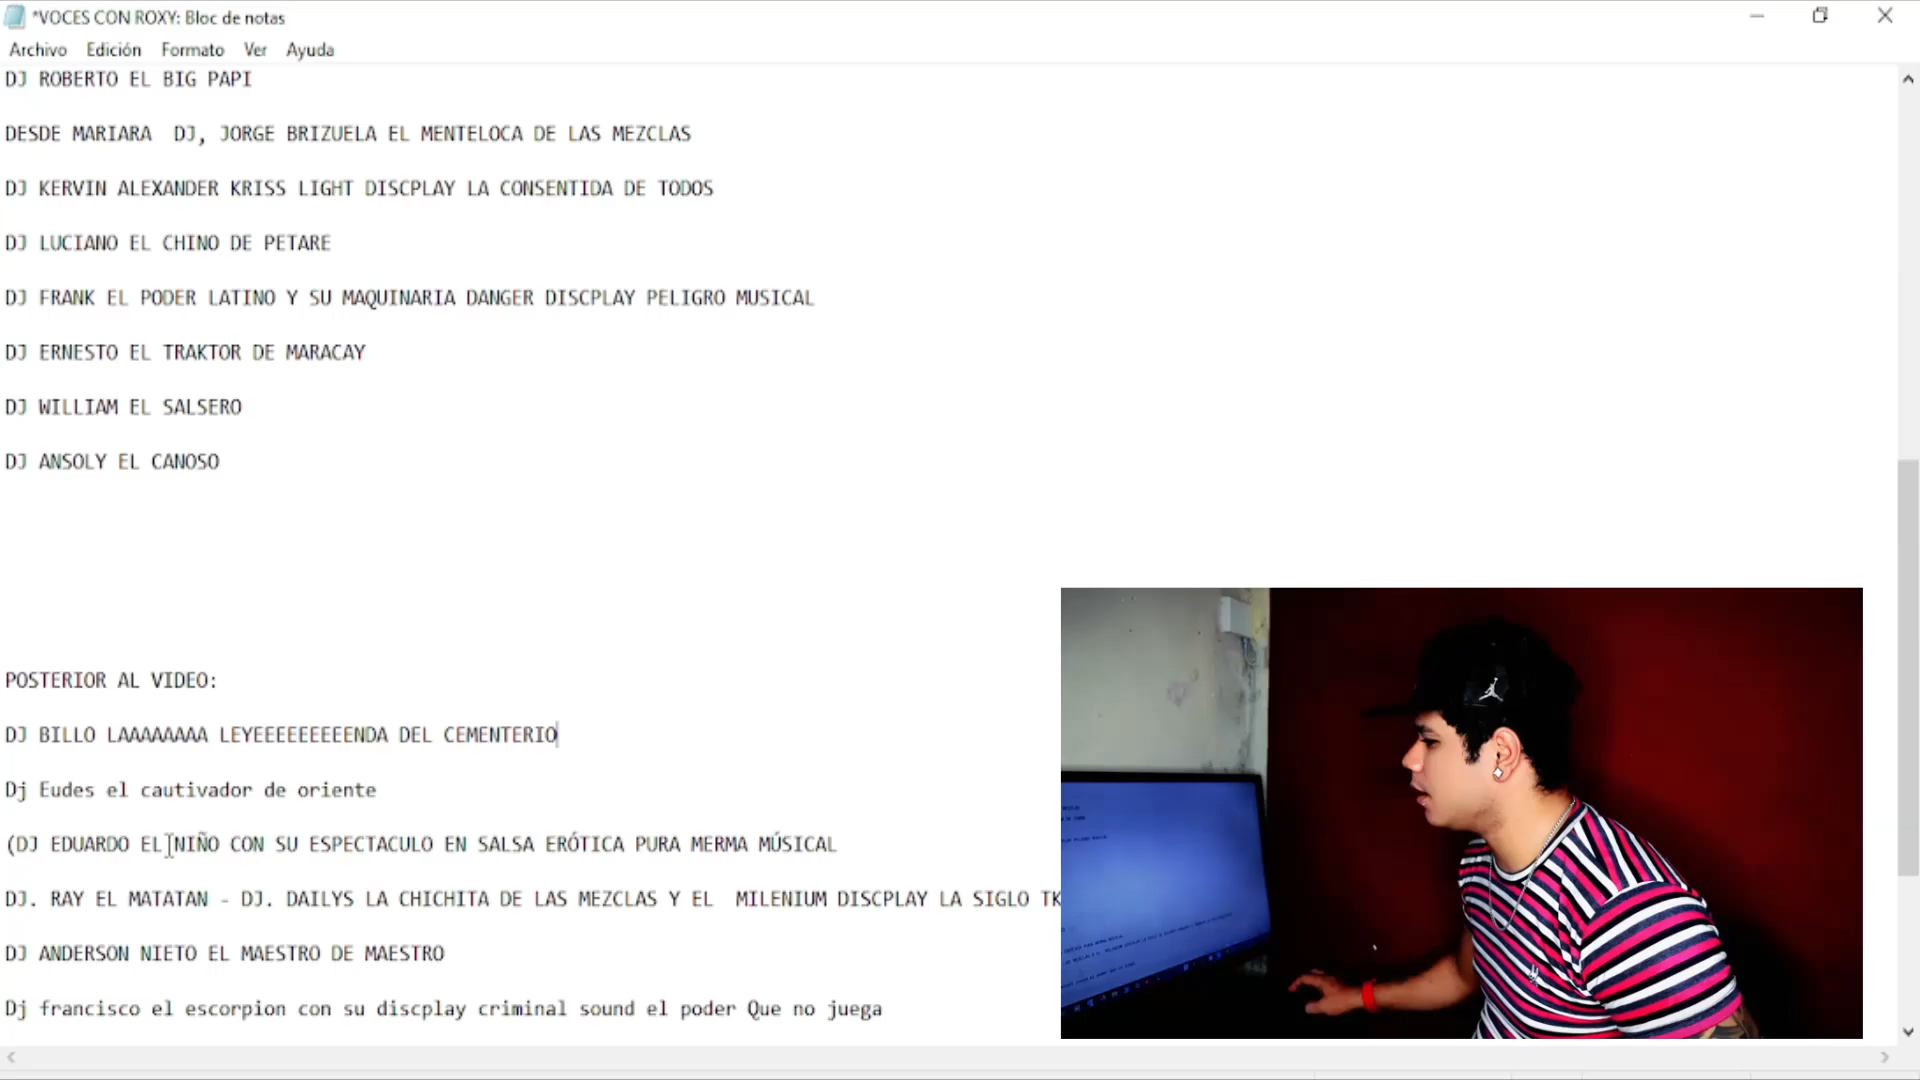 *VOCES CON ROXY: Bloc de notas
Archivo Edición Formato Ver Ayuda
DJ ROBERTO EL BIG PAPI
DESDE MARIARA  DJ, JORGE BRIZUELA EL MENTELOCA DE LAS MEZCLAS
DJ KERVIN ALEXANDER KRISS LIGHT DISCPLAY LA CONSENTIDA DE TODOS
DJ LUCIANO EL CHINO DE PETARE
DJ FRANK EL PODER LATINO Y SU MAQUINARIA DANGER DISCPLAY PELIGRO MUSICAL
DJ ERNESTO EL TRAKTOR DE MARACAY
DJ WILLIAM EL SALSERO
DJ ANSOLY EL CANOSO
POSTERIOR AL VIDEO:
DJ BILLO LAAAAAAAA LEYEEEEEEEEENDA DEL CEMENTERIO
Dj Eudes el cautivador de oriente
(DJ EDUARDO EL NIÑO CON SU ESPECTACULO EN SALSA ERÓTICA PURA MERMA MÚSICAL
DJ. RAY EL MATATAN - DJ. DAILYS LA CHICHITA DE LAS MEZCLAS Y EL  MILENIUM DISCPLAY LA SIGLO TK
DJ ANDERSON NIETO EL MAESTRO DE MAESTRO
Dj francisco el escorpion con su discplay criminal sound el poder Que no juega